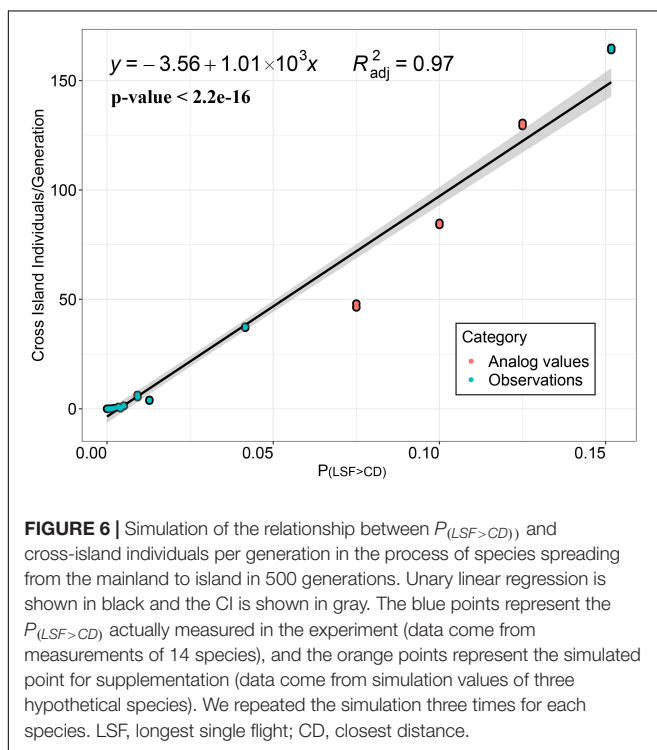 y = − 3.56 + 1.01 × 10³x R²adj = 0.97
p-value < 2.2e-16
Cross Island Individuals/Generation
150
100
50
0
Category
Analog values
Observations
0.00 0.05 0.10 0.15
P(LSF>CD)
FIGURE 6 | Simulation of the relationship between P(LSF>CD)) and
cross-island individuals per generation in the process of species spreading
from the mainland to island in 500 generations. Unary linear regression is
shown in black and the CI is shown in gray. The blue points represent the
P(LSF>CD) actually measured in the experiment (data come from
measurements of 14 species), and the orange points represent the simulated
point for supplementation (data come from simulation values of three
hypothetical species). We repeated the simulation three times for each
species. LSF, longest single flight; CD, closest distance.